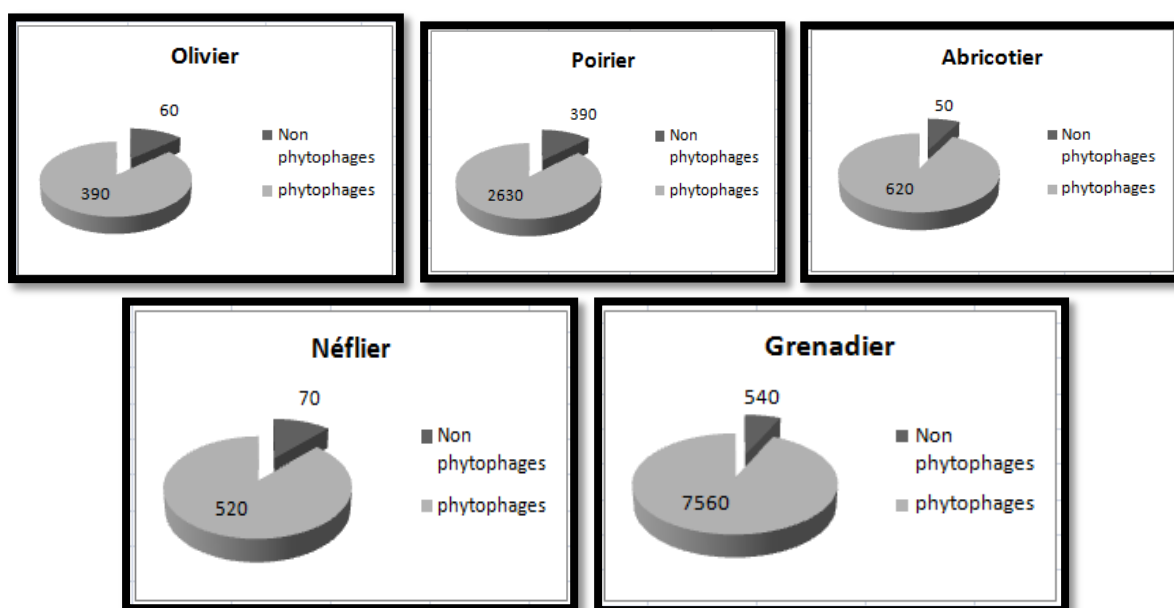 Olivier
60
Non
phytophages
390
phytophages
Poirier
390
Non
phytophages
2630
phytophages
Abricotier
50
Non
phytophages
620
phytophages
Néflier
70
Non
phytophages
520
phytophages
Grenadier
540
Non
phytophages
7560
phytophages